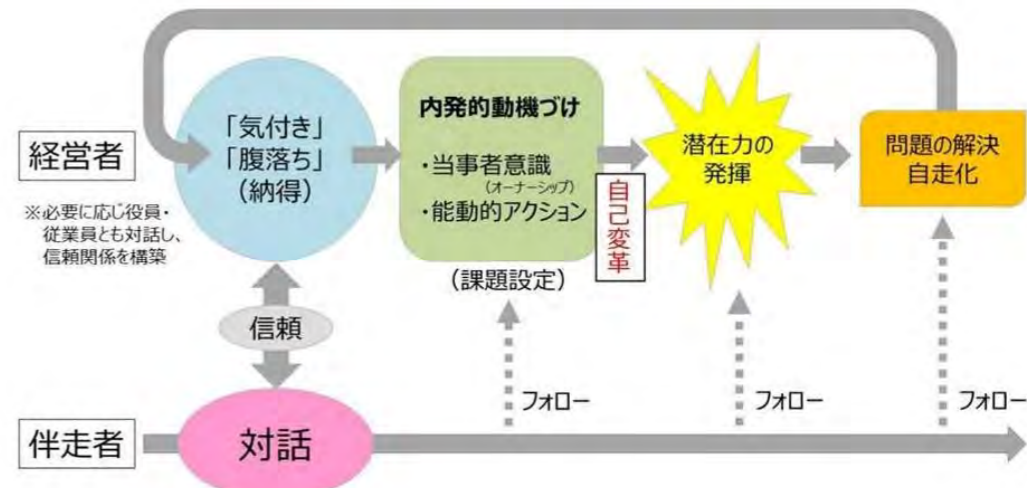 経営者
※必要に応じ役員・
従業員とも対話し、
信頼関係を構築
「気付き」
「腹落ち」
(納得)
内発的動機づけ
・当事者意識
(オーナーシップ)
・能動的アクション
(課題設定)
自己変革
潜在力の
発揮
問題の解決
自走化
信頼
フォロー
フォロー
フォロー
伴走者
対話